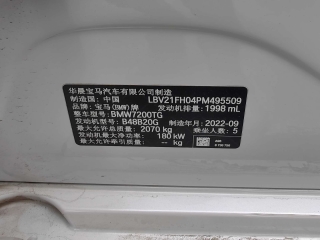 华晨宝马汽车有限公司制造
制造国：中国 LBV21FH04PM495509
品牌：宝马(BMW)牌 发动机排量：1998 mL
整车型号：BMW7200TG
发动机型号：B48B20G 制造年月：2022-09
最大允许总质量：2070 kg 乘坐人数：5
发动机最大净功率：180 kW
最大允许牵引质量：-- kg